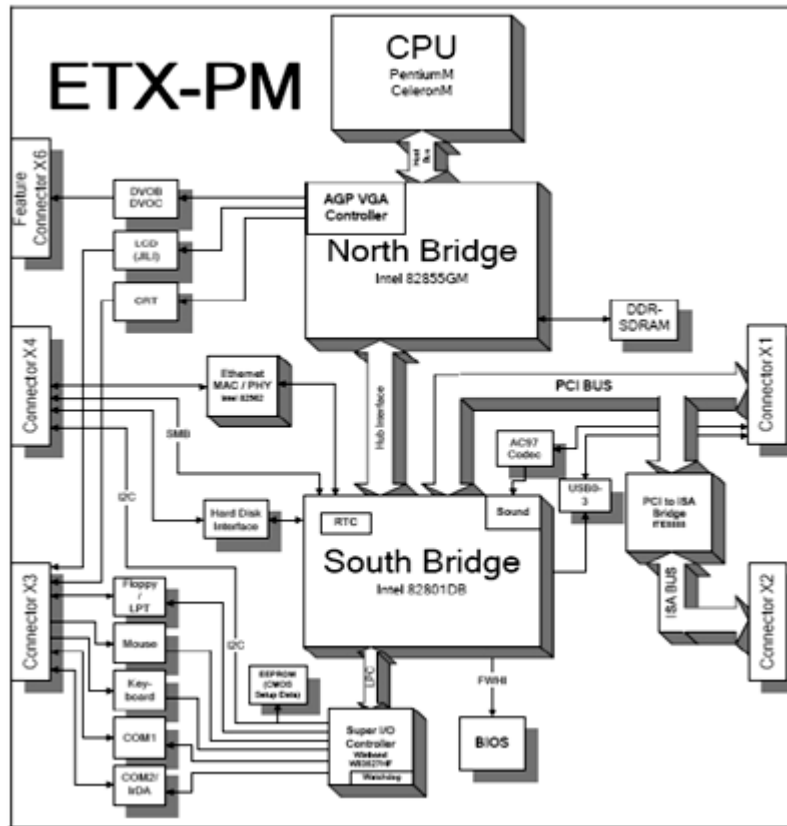 ETX-PM
CPU
PentiumM
CeleronM
Host
Bus
Feature
Connector X6
DVOB
DVOC
AGP VGA
Controller
LCD
(JILI)
North Bridge
Intel 82855GM
CRT
DDR-
SDRAM
Connector X4
Ethernet
MAC / PHY
Intel 82562
Hub Interface
PCI BUS
Connector X1
SMB
AC97
Codec
I2C
Hard Disk
Interface
RTC
Sound
USB0-
3
PCI to ISA
Bridge
South Bridge
Intel 82801DB
ISA BUS
Connector X3
Floppy
/
LPT
Connector X2
Mouse
I2C
EEPROM
(CMOS
Setup Data)
LPC
FWHI
Key-
board
Super I/O
Controller
Winbond
W83627HF
Watchdog
BIOS
COM1
COM2/
IrDA